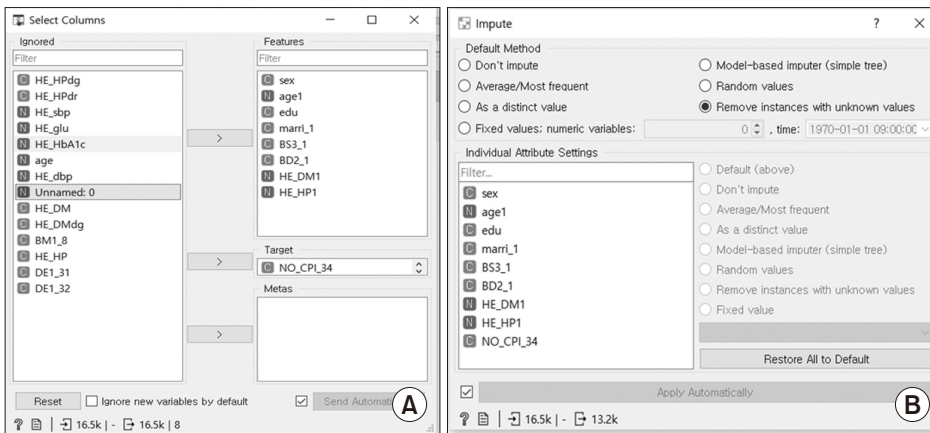 Select Columns
Ignored
Filter
HE_HPdg
HE_HPdr
HE_sbp
HE_glu
HE_HbA1c
age
HE_dbp
Unnamed: 0
HE_DM
HE_DMdg
BM1_8
HE_HP
DE1_31
DE1_32
>
>
>
Features
Filter
sex
age1
edu
marri_1
BS3_1
BD2_1
HE_DM1
HE_HP1
Target
NO_CPI_34
Metas
Reset
Ignore new variables by default
Send Automati
A
? 16.5k | - 16.5k | 8
Impute
?
Default Method
Don't impute
Model-based imputer (simple tree)
Average/Most frequent
Random values
As a distinct value
Remove instances with unknown values
Fixed values; numeric variables: 0 , time: 1970-01-01 09:00:00
Individual Attribute Settings
Filter...
sex
age1
edu
marri_1
BS3_1
BD2_1
HE_DM1
HE_HP1
NO_CPI_34
Default (above)
Don't impute
Average/Most frequent
As a distinct value
Model-based imputer (simple tree)
Random values
Remove instances with unknown values
Fixed value
Restore All to Default
Apply Automatically
B
? 16.5k | - 13.2k